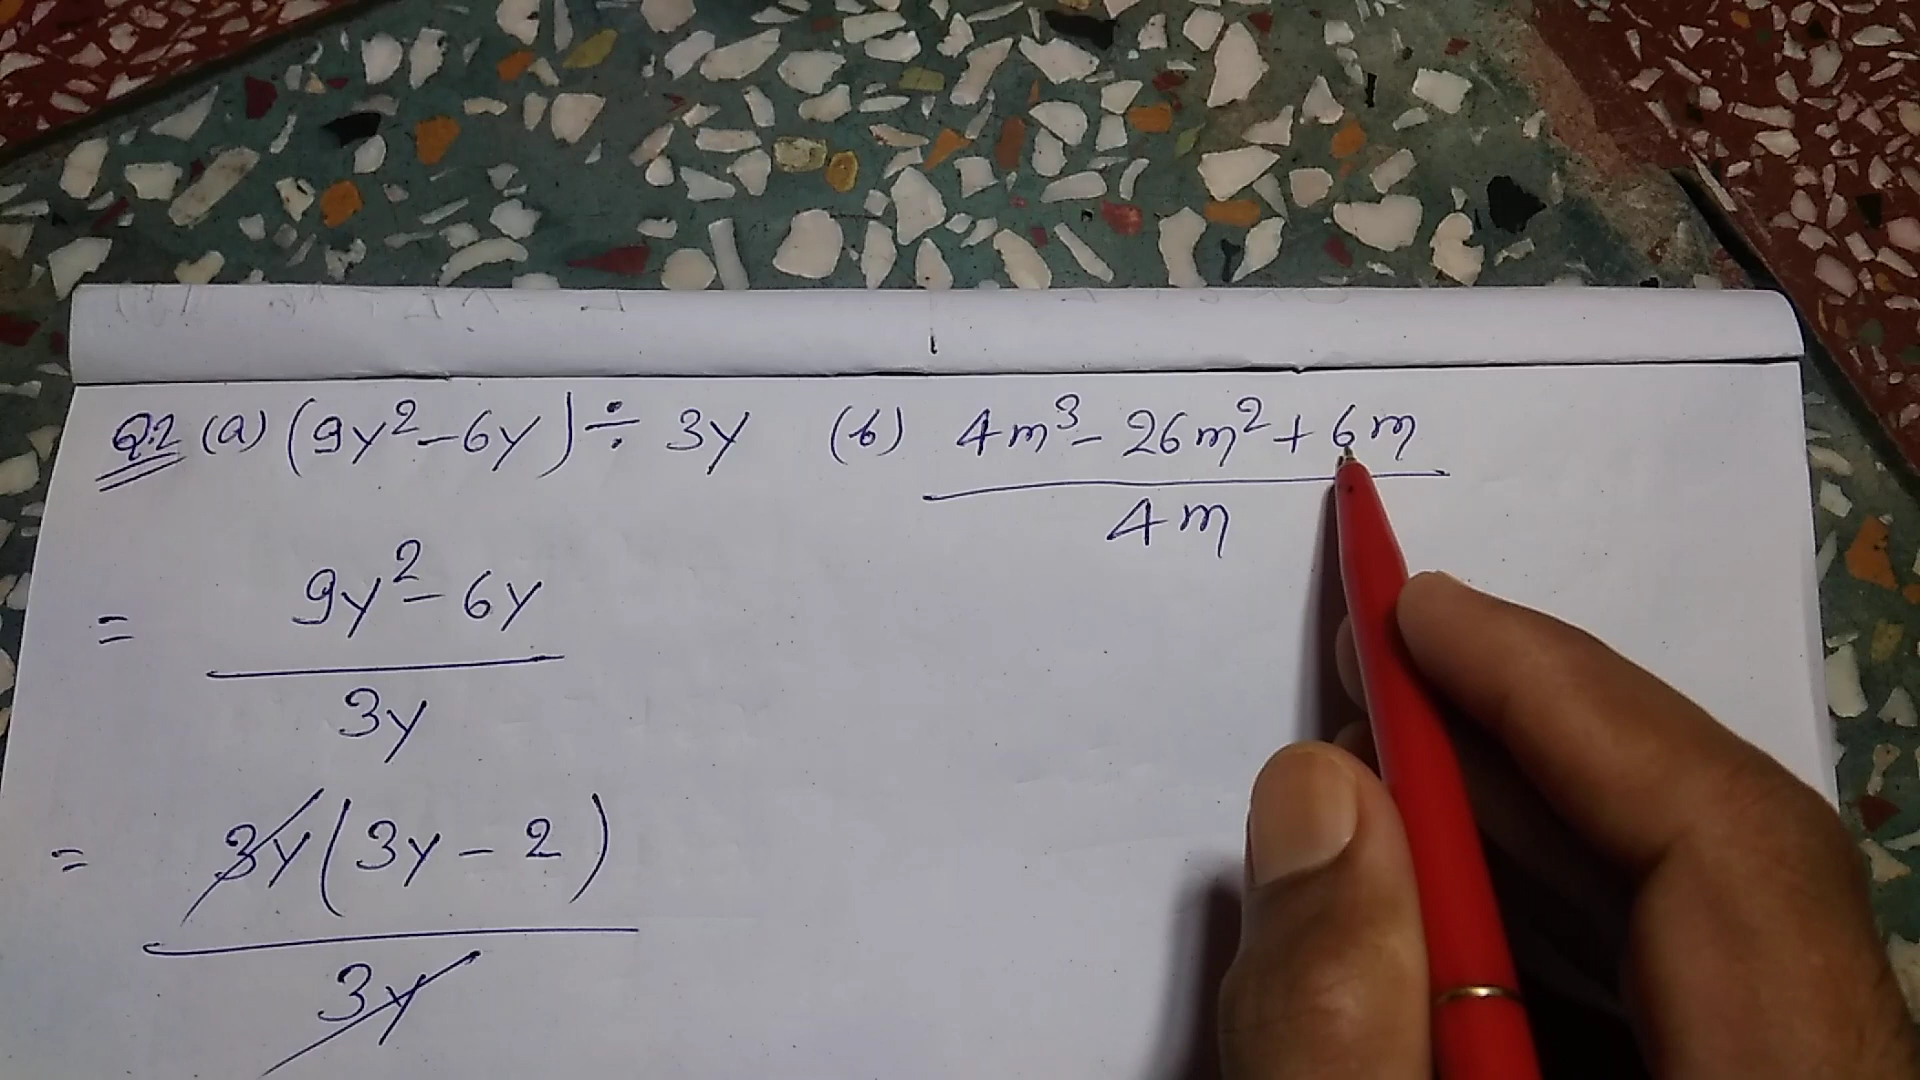 Q.2 (a) (9y² - 6y) ÷ 3y
= 9y² - 6y / 3y
= 3y(3y - 2) / 3y
(b) 4m³ - 26m² + 6m / 4m